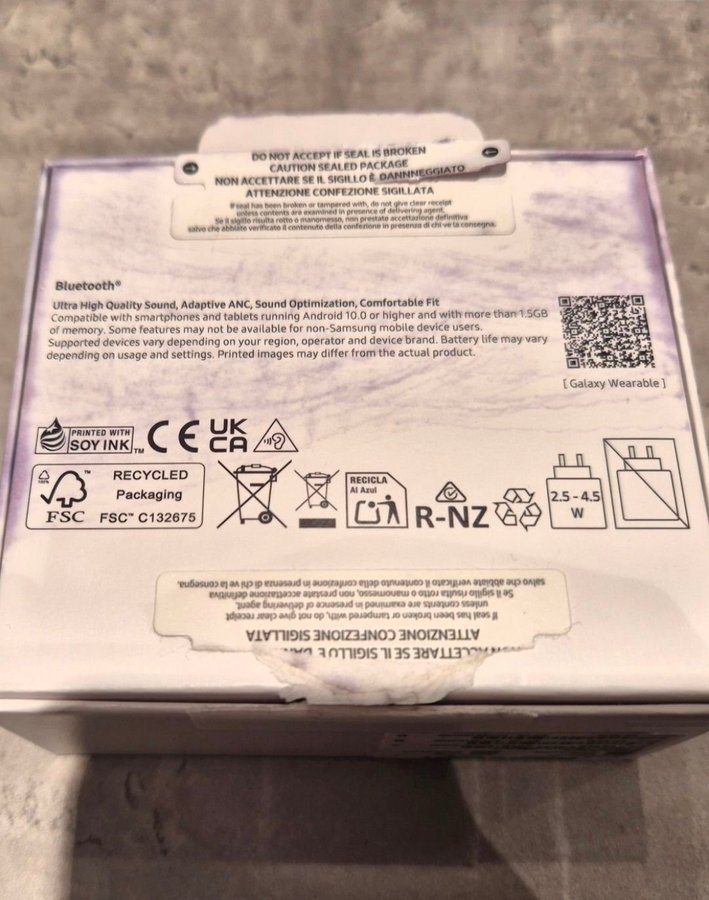 DO NOT ACCEPT IF SEAL IS BROKEN
CAUTION SEALED PACKAGE
NON ACCETTARE SE IL SIGILLO È DANNNEGGIATO
ATTENZIONE CONFEZIONE SIGILLATA
If seal has been broken or tampered with, do not give clear receipt
unless contents are examined in presence of delivering agent.
Se il sigillo risulta rotto o manomesso, non prestate accettazione definitiva
salvo che abbiate verificato il contenuto della confezione in presenza di chi ve la consegna.
Bluetooth®
Ultra High Quality Sound, Adaptive ANC, Sound Optimization, Comfortable Fit
Compatible with smartphones and tablets running Android 10.0 or higher and with more than 1.5GB
of memory. Some features may not be available for non-Samsung mobile device users.
Supported devices vary depending on your region, operator and device brand. Battery life may vary
depending on usage and settings. Printed images may differ from the actual product.
[ Galaxy Wearable ]
PRINTED WITH
SOY INK™
CE
UK
CA
100%
FSC™
RECYCLED
Packaging
FSC™ C132675
RECICLA
Al Azul
R-NZ
2.5 - 4.5
W
salvo che abbiate verificato il contenuto della confezione in presenza di chi ve la consegna.
Se il sigillo risulta rotto o manomesso, non prestate accettazione definitiva
unless contents are examined in presence of delivering agent.
If seal has been broken or tampered with, do not give clear receipt
ATTENZIONE CONFEZIONE SIGILLATA
ACCETTARE SE IL SIGILLO È